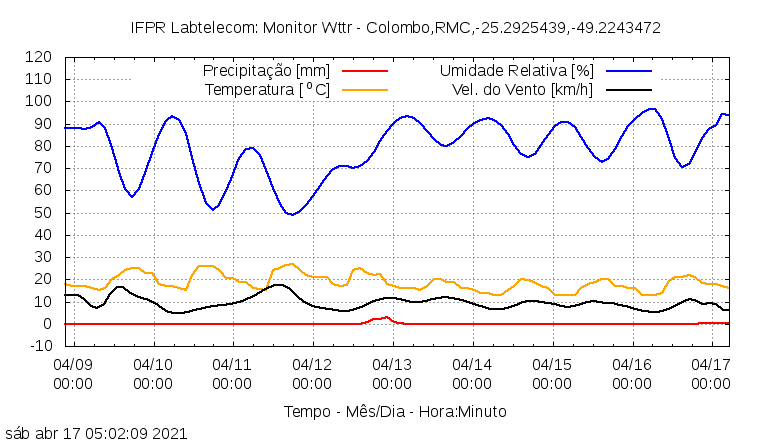 IFPR Labtelecom: Monitor Wttr - Colombo,RMC,-25.2925439,-49.2243472
Precipitação [mm]
Umidade Relativa [%]
Temperatura [ ⁰C]
Vel. do Vento [km/h]
120
110
100
90
80
70
60
50
40
30
20
10
0
-10
04/09 04/10 04/11 04/12 04/13 04/14 04/15 04/16 04/17
00:00 00:00 00:00 00:00 00:00 00:00 00:00 00:00 00:00
Tempo - Mês/Dia - Hora:Minuto
sáb abr 17 05:02:09 2021